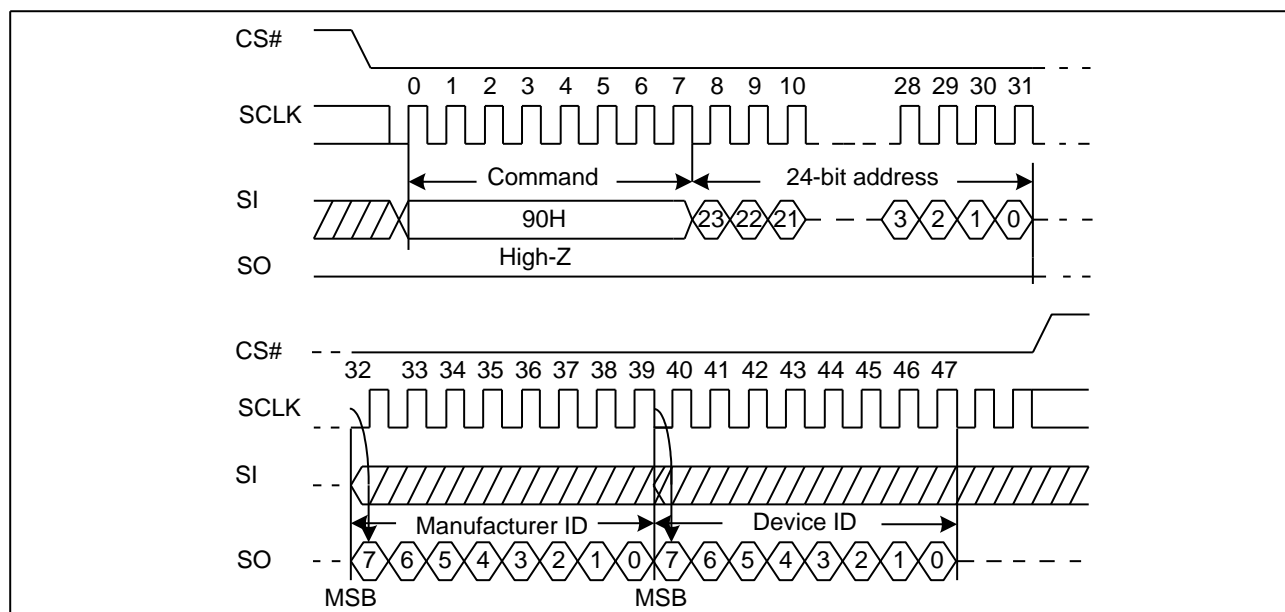 CS#
0 1 2 3 4 5 6 7 8 9 10 28 29 30 31
SCLK
Command 24-bit address
SI
90H 23 22 21 3 2 1 0
High-Z
SO
CS#
32 33 34 35 36 37 38 39 40 41 42 43 44 45 46 47
SCLK
SI
Manufacturer ID Device ID
SO 7 6 5 4 3 2 1 0 7 6 5 4 3 2 1 0
MSB MSB